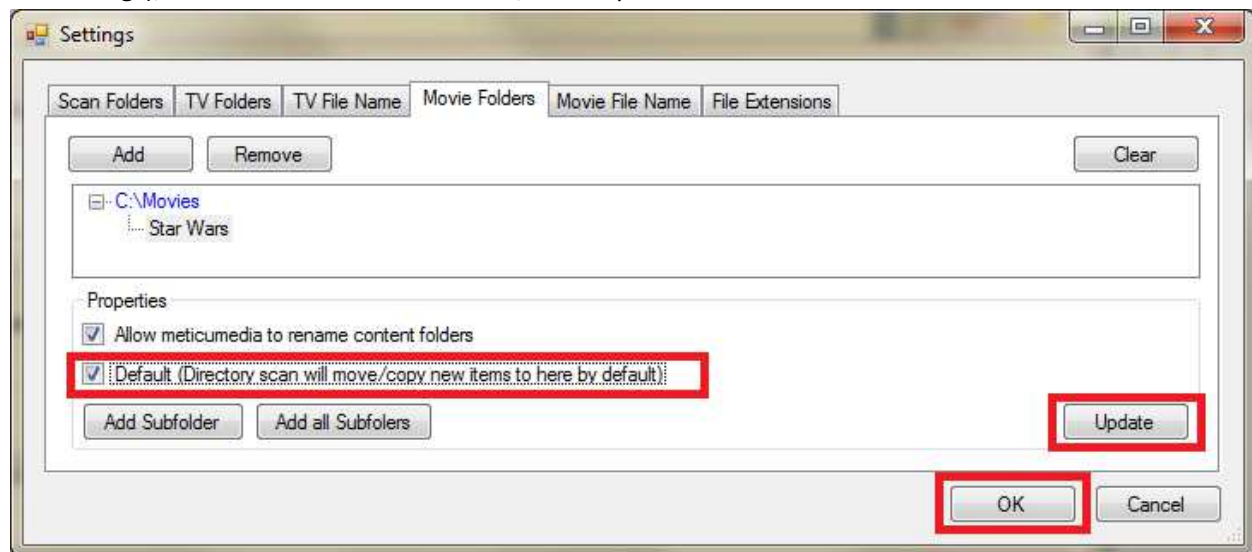 Settings
Scan Folders TV Folders TV File Name Movie Folders Movie File Name File Extensions
Add Remove Clear
C:\Movies
Star Wars
Properties
Allow meticumedia to rename content folders
Default (Directory scan will move/copy new items to here by default)
Add Subfolder Add all Subfolers Update
OK Cancel